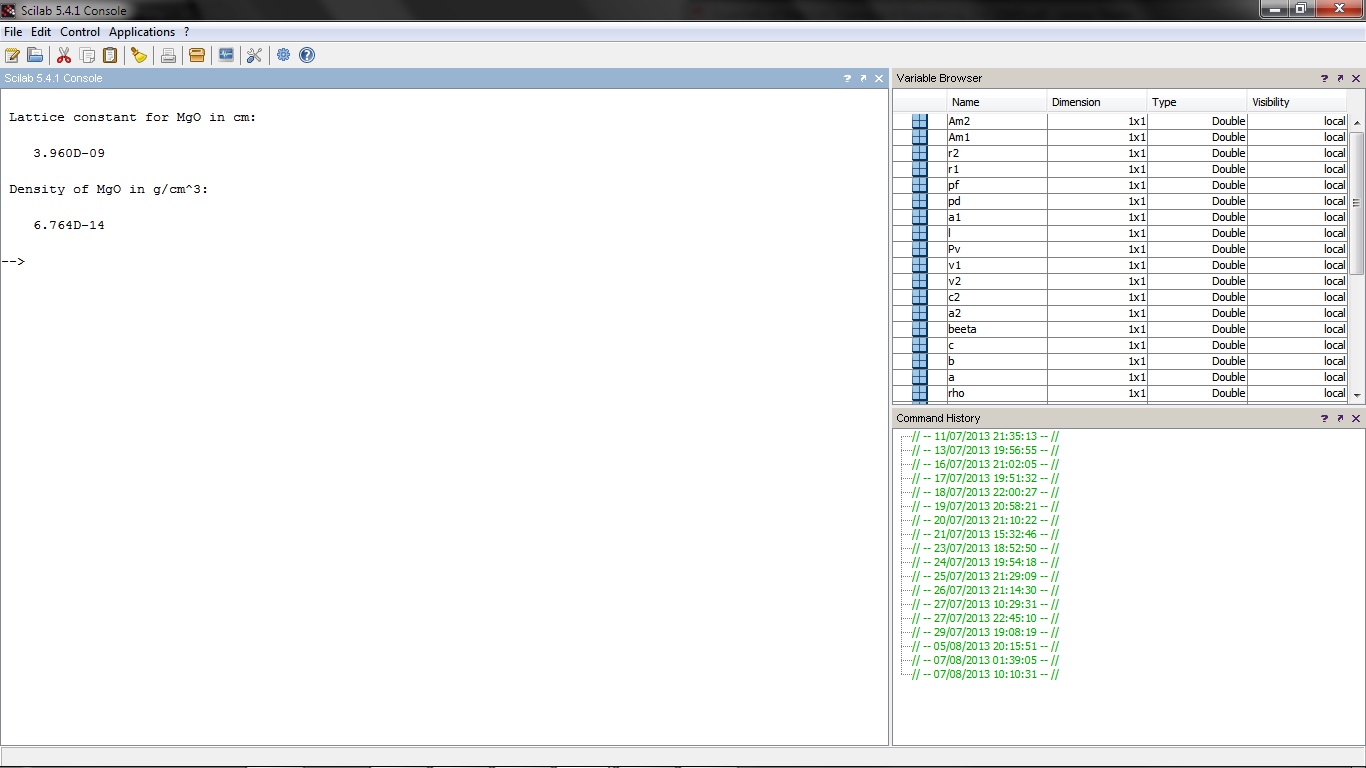 Scilab 5.4.1 Console
File Edit Control Applications ?
Scilab 5.4.1 Console ?
Lattice constant for MgO in cm:
3.960D-09
Density of MgO in g/cm^3:
6.764D-14
-->
Variable Browser ?
Name Dimension Type Visibility
Am2 1x1 Double local
Am1 1x1 Double local
r2 1x1 Double local
r1 1x1 Double local
pf 1x1 Double local
pd 1x1 Double local
a1 1x1 Double local
l 1x1 Double local
Pv 1x1 Double local
v1 1x1 Double local
v2 1x1 Double local
c2 1x1 Double local
a2 1x1 Double local
beeta 1x1 Double local
c 1x1 Double local
b 1x1 Double local
a 1x1 Double local
rho 1x1 Double local
Command History ?
// -- 11/07/2013 21:35:13 -- //
// -- 13/07/2013 19:56:55 -- //
// -- 16/07/2013 21:02:05 -- //
// -- 17/07/2013 19:51:32 -- //
// -- 18/07/2013 22:00:27 -- //
// -- 19/07/2013 20:58:21 -- //
// -- 20/07/2013 21:10:22 -- //
// -- 21/07/2013 15:32:46 -- //
// -- 23/07/2013 18:52:50 -- //
// -- 24/07/2013 19:54:18 -- //
// -- 25/07/2013 21:29:09 -- //
// -- 26/07/2013 21:14:30 -- //
// -- 27/07/2013 10:29:31 -- //
// -- 27/07/2013 22:45:10 -- //
// -- 29/07/2013 19:08:19 -- //
// -- 05/08/2013 20:15:51 -- //
// -- 07/08/2013 01:39:05 -- //
// -- 07/08/2013 10:10:31 -- //